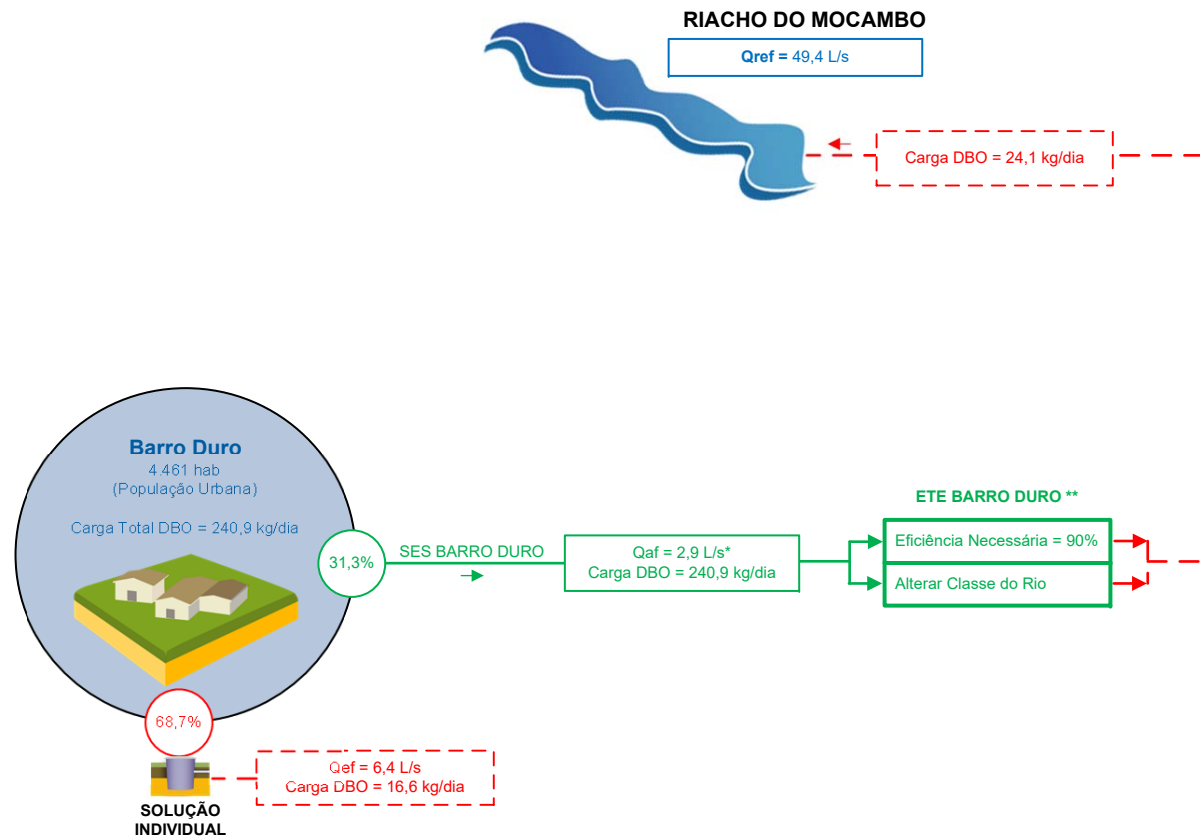 RIACHO DO MOCAMBO
Qref = 49,4 L/s
Carga DBO = 24,1 kg/dia
Barro Duro
4.461 hab
(População Urbana)
Carga Total DBO = 240,9 kg/dia
31,3%
SES BARRO DURO
Qaf = 2,9 L/s*
Carga DBO = 240,9 kg/dia
ETE BARRO DURO **
Eficiência Necessária = 90%
Alterar Classe do Rio
68,7%
Qef = 6,4 L/s
Carga DBO = 16,6 kg/dia
SOLUÇÃO
INDIVIDUAL